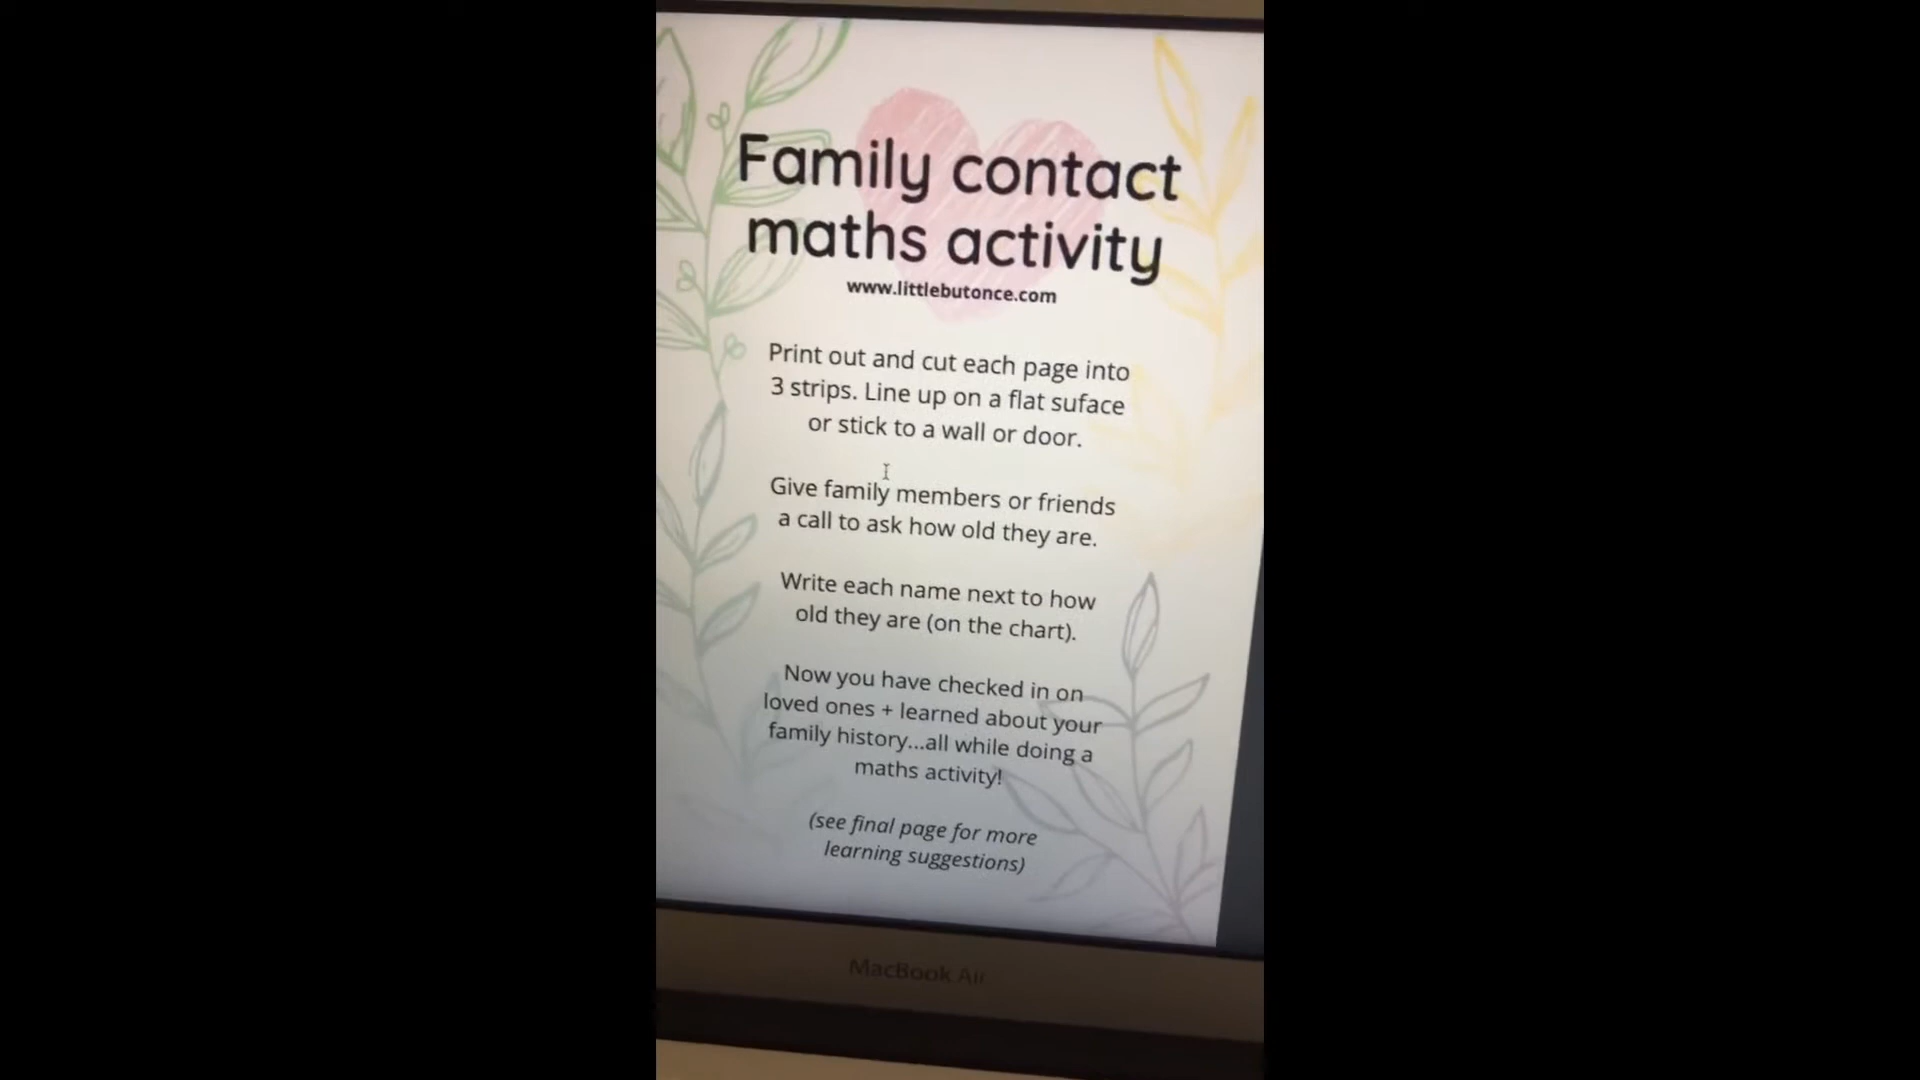 Family contact
maths activity
www.littlebutonce.com
Print out and cut each page into
3 strips. Line up on a flat suface
or stick to a wall or door.
Give family members or friends
a call to ask how old they are.
Write each name next to how
old they are (on the chart).
Now you have checked in on
loved ones + learned about your
family history...all while doing a
maths activity!
(see final page for more
learning suggestions)
MacBook Air